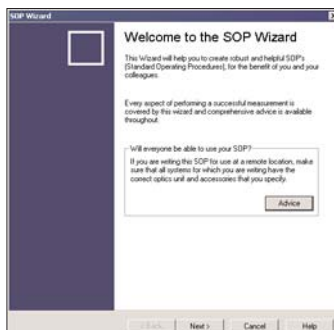 SOP Wizard
Welcome to the SOP Wizard
This Wizard will help you to create robust and helpful SOP's
(Standard Operating Procedures), for the benefit of you and your
colleagues.
Every aspect of performing a successful measurement is
covered by this wizard and comprehensive advice is available
throughout
Will everyone be able to use your SOP?
If you are writing this SOP for use at a remote location, make
sure that all systems for which you are writing have the
correct optics unit and accessories that you specify.
Advice
< Back
Next >
Cancel
Help